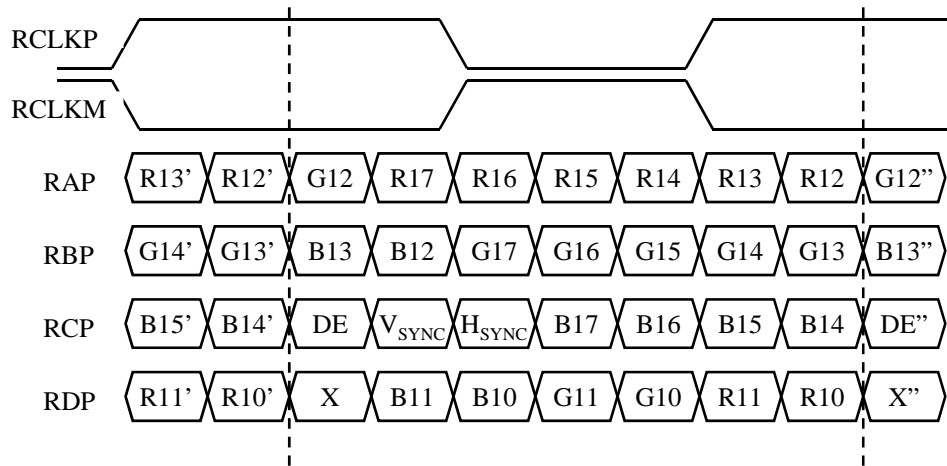 RCLKP
RCLKM
RAP R13’ R12’ G12 R17 R16 R15 R14 R13 R12 G12”
RBP G14’ G13’ B13 B12 G17 G16 G15 G14 G13 B13”
RCP B15’ B14’ DE VSYNC HSYNC B17 B16 B15 B14 DE”
RDP R11’ R10’ X B11 B10 G11 G10 R11 R10 X”